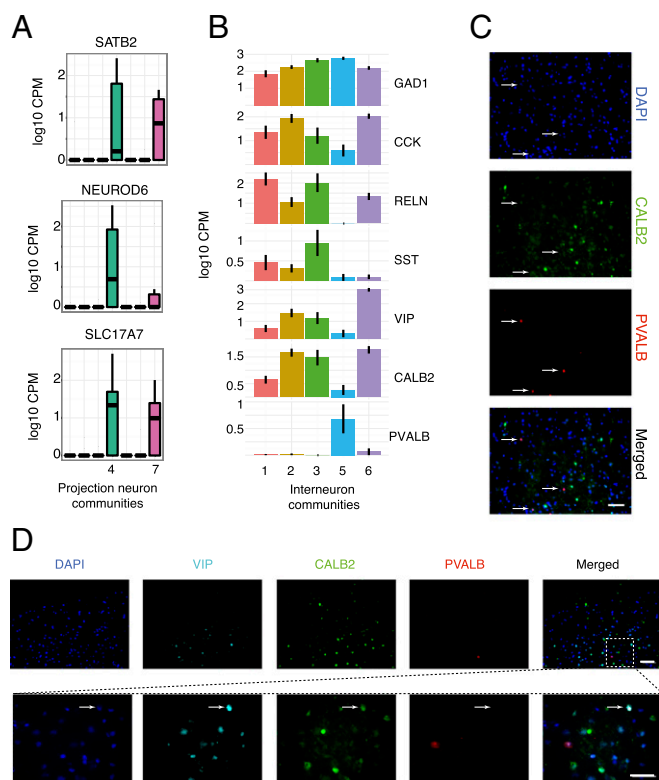 A
SATB2
log10 CPM
2
1
0
NEUROD6
log10 CPM
2
1
0
SLC17A7
log10 CPM
2
1
0
4
7
Projection neuron
communities
B
log10 CPM
3
2
1
GAD1
2
1
CCK
2
1
RELN
1
0.5
SST
3
2
1
VIP
1.5
0.5
CALB2
1
0.5
PVALB
1
2
3
5
6
Interneuron
communities
C
DAPI
CALB2
PVALB
Merged
D
DAPI
VIP
CALB2
PVALB
Merged